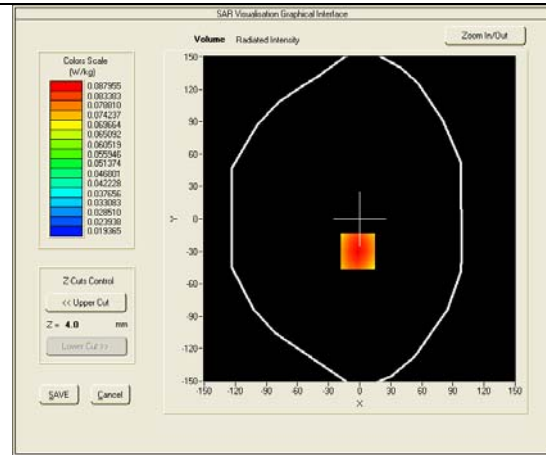 SAR Visualisation Graphical Interface
Volume Radiated Intensity
Zoom In/Out
Colors Scale
(W/kg)
0.087955
0.083383
0.078810
0.074237
0.069664
0.065092
0.060519
0.055946
0.051374
0.046801
0.042228
0.037656
0.033083
0.028510
0.023938
0.019365
Z Cuts Control
<< Upper Cut
Z = 4.0 mm
Lower Cut >>
SAVE
Cancel
150
120
90
60
30
0
-30
-60
-90
-120
-150
Y
-150 -120 -90 -60 -30 0 30 60 90 120 150
X